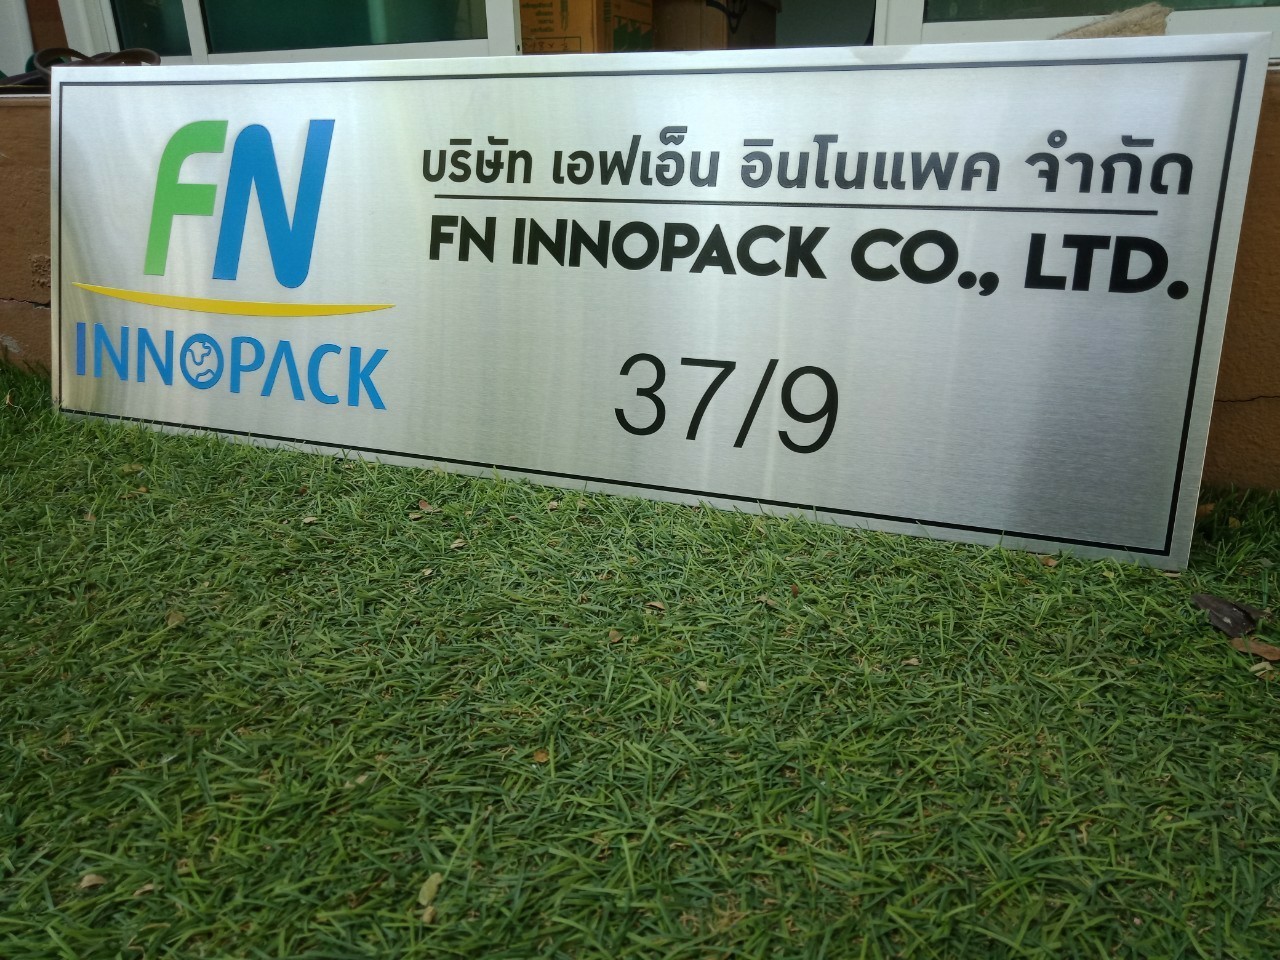 FN
INNOPACK
บริษัท เอฟเอ็น อินโนแพค จำกัด
FN INNOPACK CO., LTD.
37/9